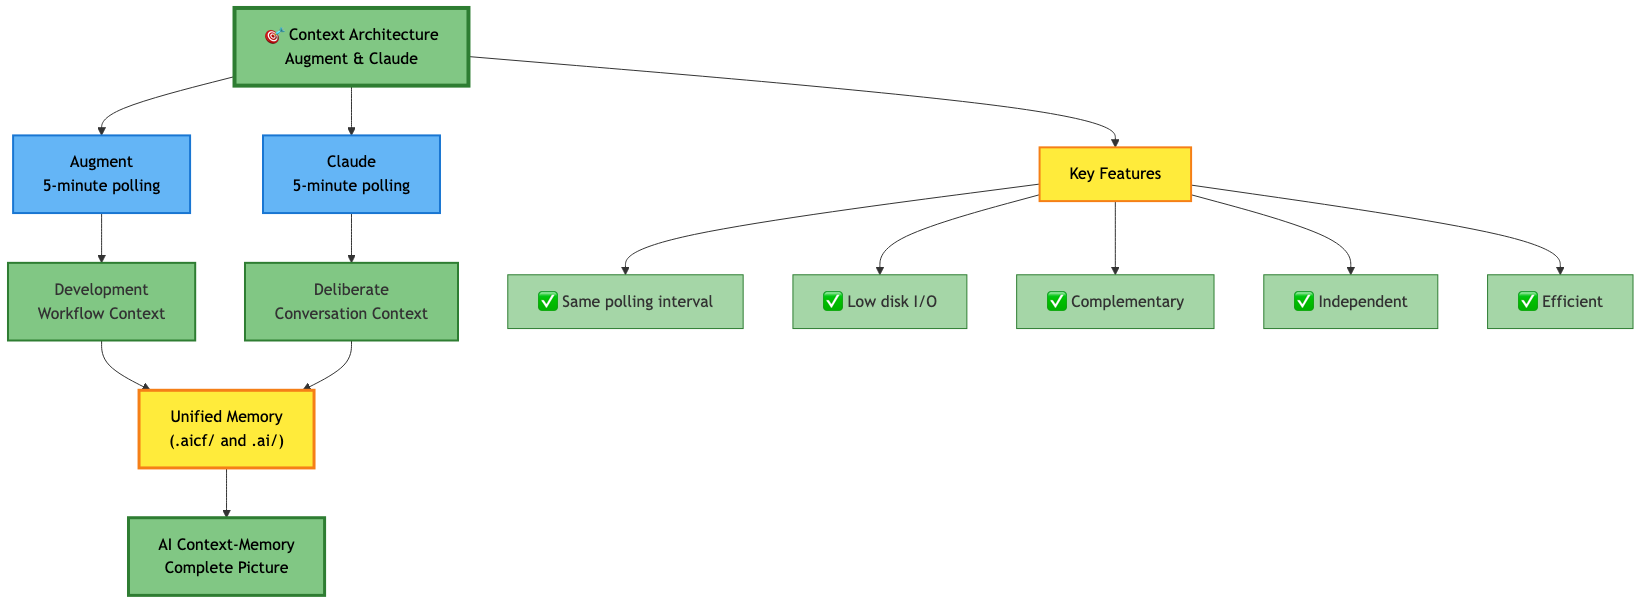 🎯 Context Architecture
Augment & Claude
Augment
5-minute polling
Claude
5-minute polling
Key Features
Development
Workflow Context
Deliberate
Conversation Context
✅ Same polling interval
✅ Low disk I/O
✅ Complementary
✅ Independent
✅ Efficient
Unified Memory
(.aicf/ and .ai/)
AI Context-Memory
Complete Picture